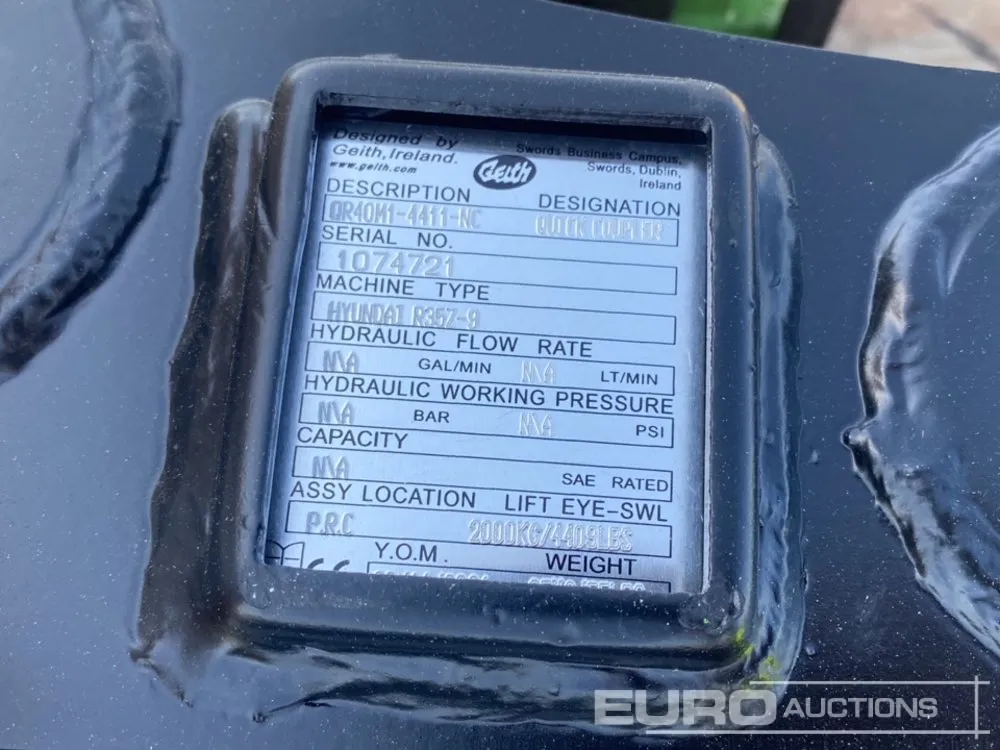 Designed by
Geith, Ireland.
www.geith.com
Geith
Swords Business Campus,
Swords, Dublin,
Ireland
DESCRIPTION DESIGNATION
QR40M1-4411-NC QUICK COUPLER
SERIAL NO.
1074721
MACHINE TYPE
HYUNDAI R35Z-9
HYDRAULIC FLOW RATE
N\A GAL/MIN N\A LT/MIN
HYDRAULIC WORKING PRESSURE
N\A BAR N\A PSI
CAPACITY
N\A SAE RATED
ASSY LOCATION LIFT EYE-SWL
P.R.C 2000KG/4409LBS
Y.O.M. WEIGHT
CE
EURO AUCTIONS